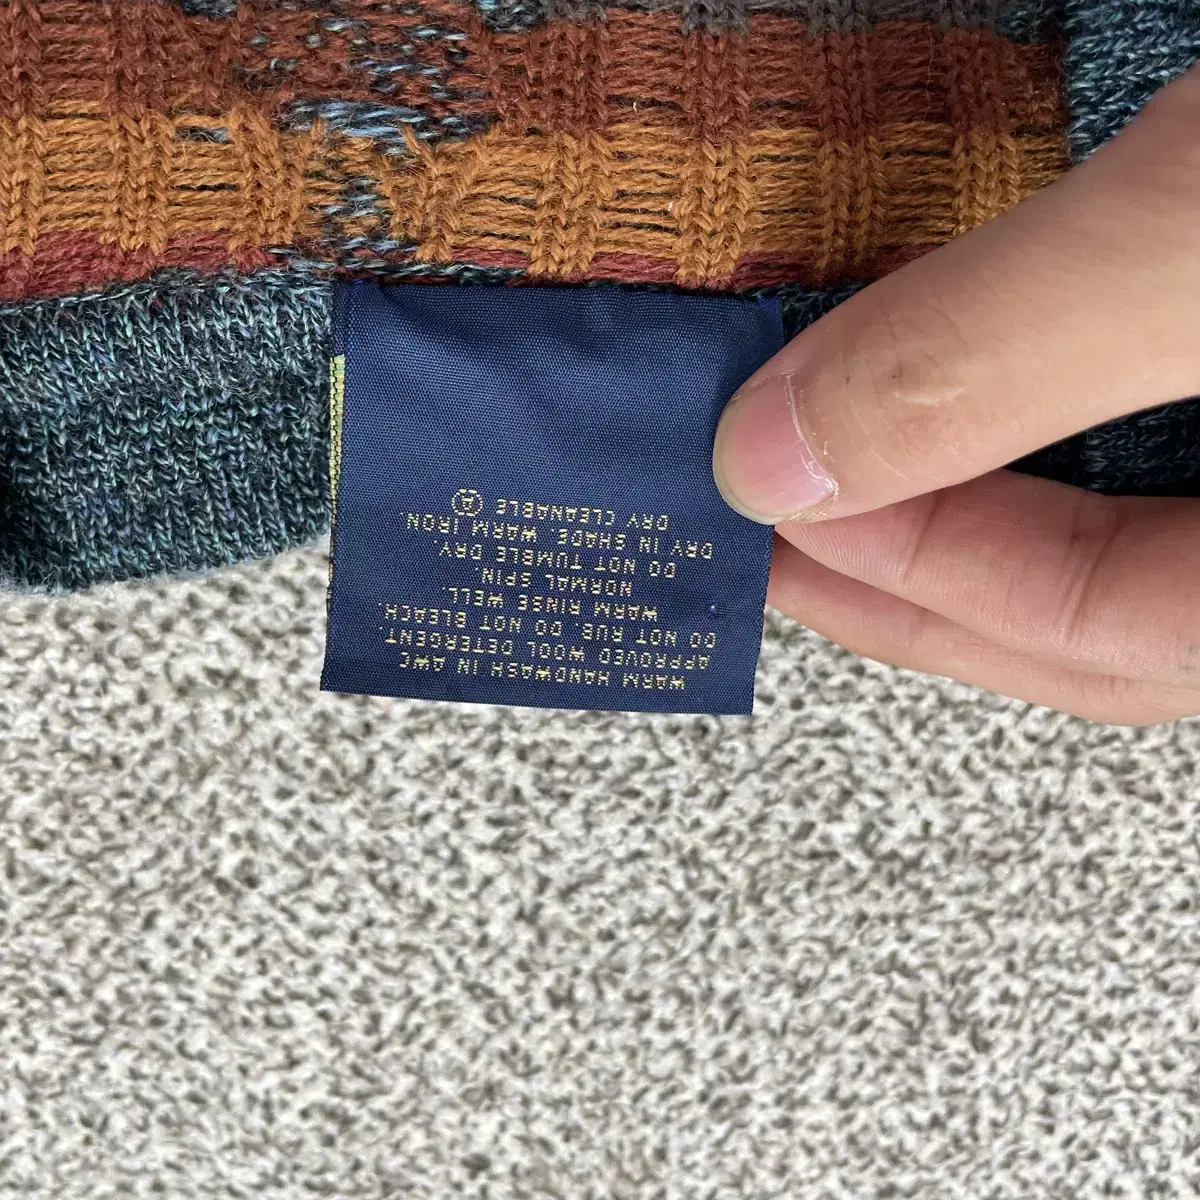 WARM HANDWASH IN AWC
APPROVED WOOL DETERGENT.
DO NOT RUB. DO NOT BLEACH.
WARM RINSE WELL.
NORMAL SPIN.
DO NOT TUMBLE DRY.
DRY IN SHADE. WARM IRON.
DRY CLEANABLE Ⓐ